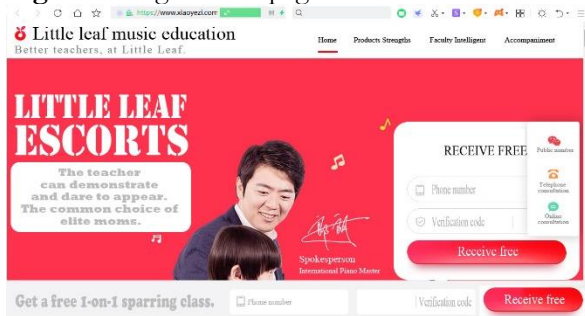 https://www.xiaoyezi.com
Little leaf music education
Better teachers, at Little Leaf.
Home Products Strengths Faculty Intelligent Accompaniment
LITTLE LEAF
ESCORTS
The teacher
can demonstrate
and dare to appear.
The common choice of
elite moms.
Spokesperson
International Piano Master
RECEIVE FREE
Phone number
Verification code
Receive free
Public number
Telephone
consultation
Online
consultation
Get a free 1-on-1 sparring class.
Phone number
Verification code
Receive free